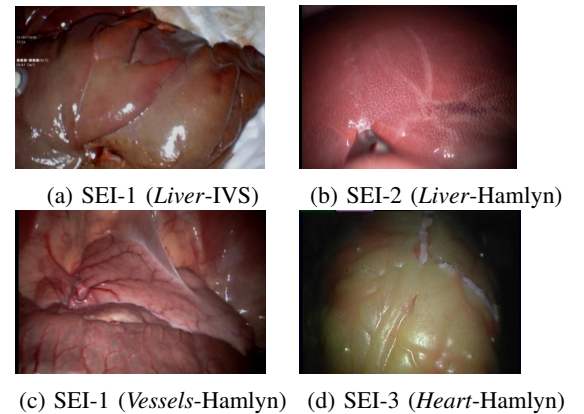 (a) SEI-1 (Liver-IVS)
(b) SEI-2 (Liver-Hamlyn)
(c) SEI-1 (Vessels-Hamlyn)
(d) SEI-3 (Heart-Hamlyn)